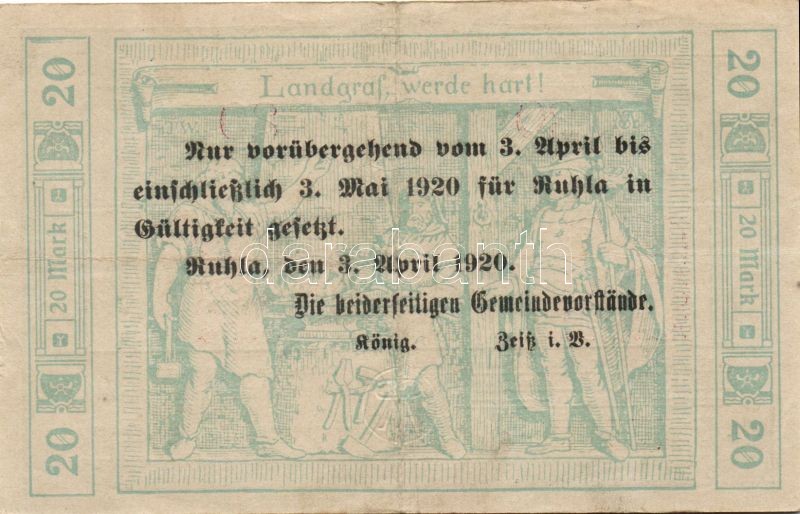 20
20
Landgraf, werde hart!
Nur vorübergehend vom 3. April bis
einschließlich 3. Mai 1920 für Ruhla in
Gültigkeit gesetzt.
Ruhla, den 3. April 1920.
Die beiderseitigen Gemeindevorstände.
König. Zeiß i. V.
20 Mark
20 Mark
20
20
darabanth